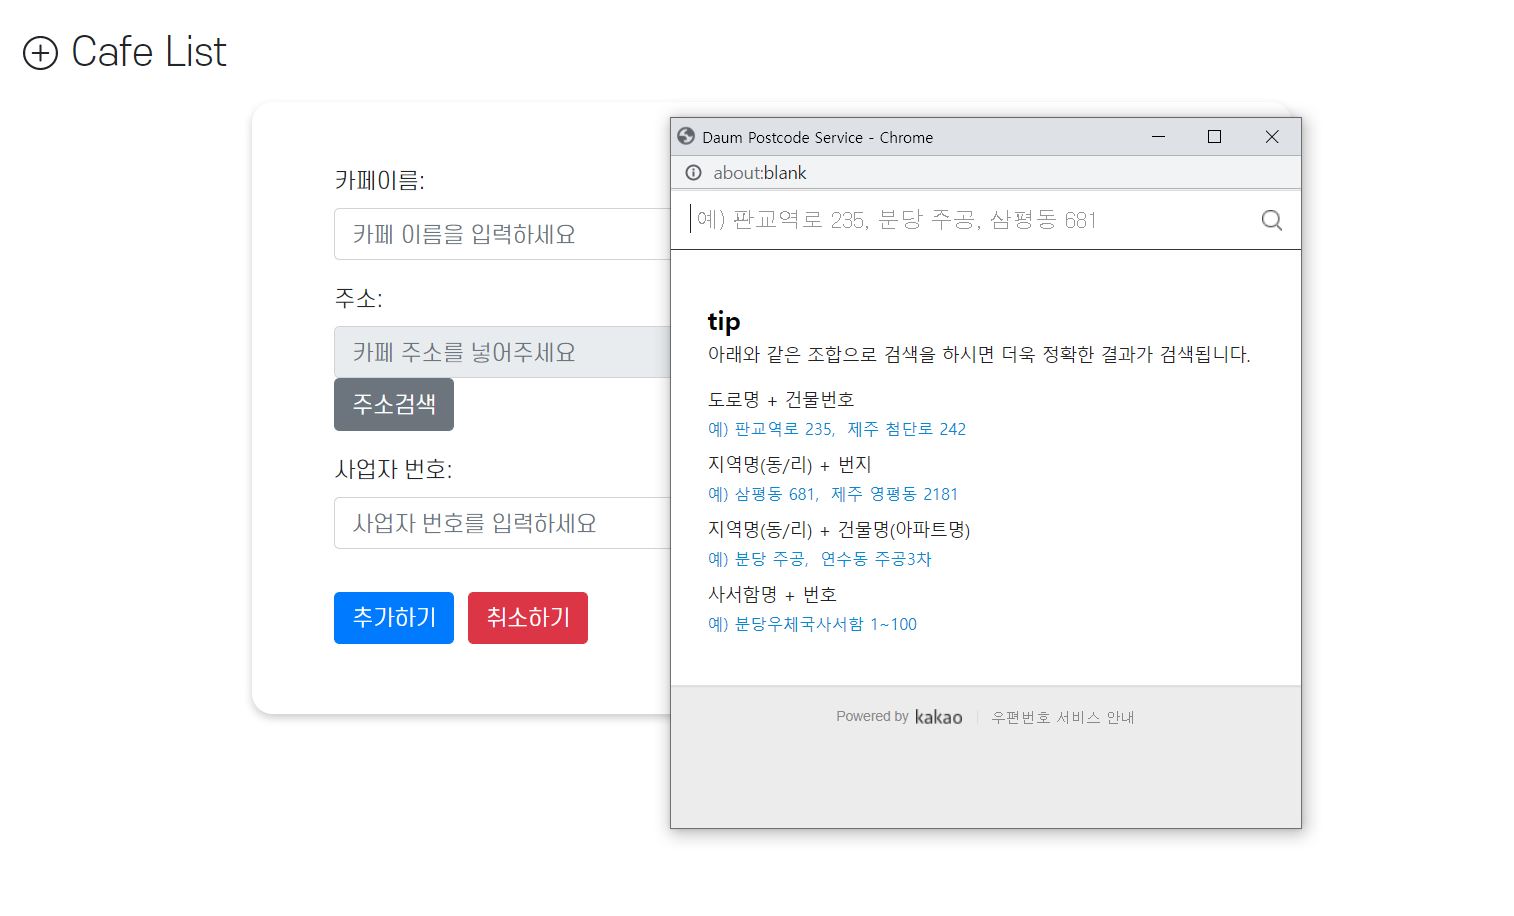 Cafe List
카페이름:
카페 이름을 입력하세요
주소:
카페 주소를 넣어주세요
주소검색
사업자 번호:
사업자 번호를 입력하세요
추가하기 취소하기
Daum Postcode Service - Chrome
about:blank
예) 판교역로 235, 분당 주공, 삼평동 681
tip
아래와 같은 조합으로 검색을 하시면 더욱 정확한 결과가 검색됩니다.
도로명 + 건물번호
예) 판교역로 235, 제주 첨단로 242
지역명(동/리) + 번지
예) 삼평동 681, 제주 영평동 2181
지역명(동/리) + 건물명(아파트명)
예) 분당 주공, 연수동 주공3차
사서함명 + 번호
예) 분당우체국사서함 1~100
Powered by kakao 우편번호 서비스 안내